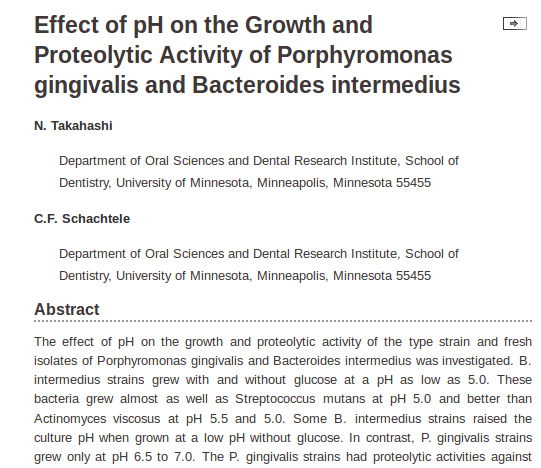 Effect of pH on the Growth and
Proteolytic Activity of Porphyromonas
gingivalis and Bacteroides intermedius
N. Takahashi
Department of Oral Sciences and Dental Research Institute, School of
Dentistry, University of Minnesota, Minneapolis, Minnesota 55455
C.F. Schachtele
Department of Oral Sciences and Dental Research Institute, School of
Dentistry, University of Minnesota, Minneapolis, Minnesota 55455
Abstract
The effect of pH on the growth and proteolytic activity of the type strain and fresh
isolates of Porphyromonas gingivalis and Bacteroides intermedius was investigated. B.
intermedius strains grew with and without glucose at a pH as low as 5.0. These
bacteria grew almost as well as Streptococcus mutans at pH 5.0 and better than
Actinomyces viscosus at pH 5.5 and 5.0. Some B. intermedius strains raised the
culture pH when grown at a low pH without glucose. In contrast, P. gingivalis strains
grew only at pH 6.5 to 7.0. The P. gingivalis strains had proteolytic activities against